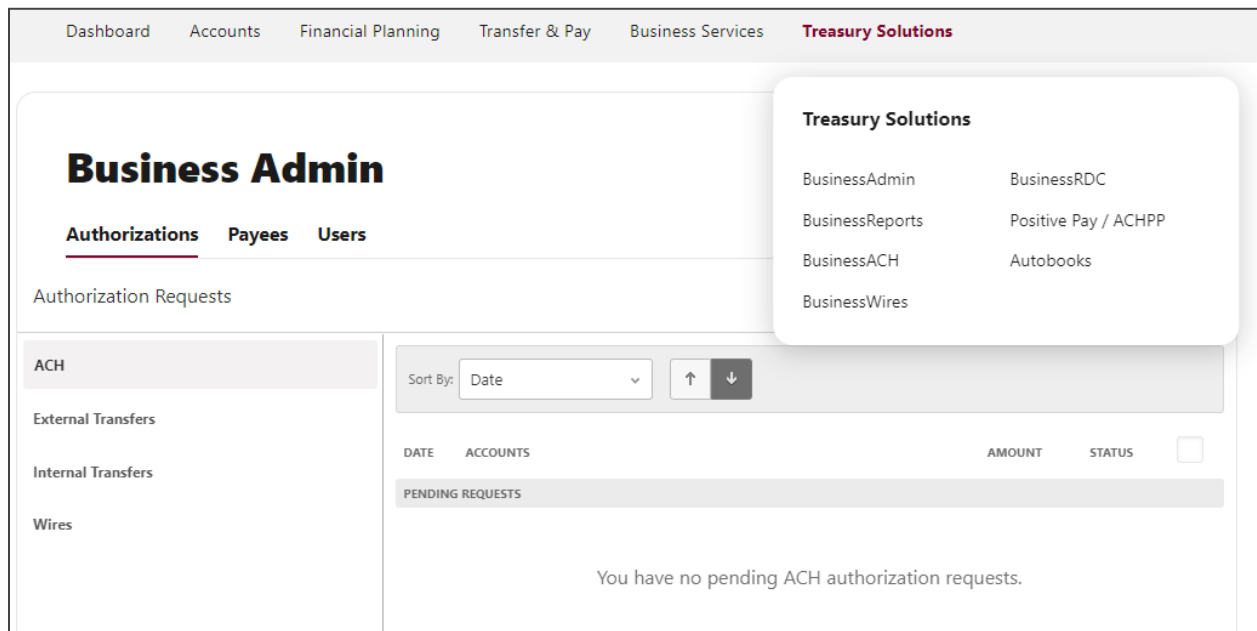 Dashboard Accounts Financial Planning Transfer & Pay Business Services Treasury Solutions
Treasury Solutions
BusinessAdmin BusinessRDC
BusinessReports Positive Pay / ACHPP
BusinessACH Autobooks
BusinessWires
Business Admin
Authorizations Payees Users
Authorization Requests
ACH
External Transfers
Internal Transfers
Wires
Sort By: Date
DATE ACCOUNTS AMOUNT STATUS
PENDING REQUESTS
You have no pending ACH authorization requests.